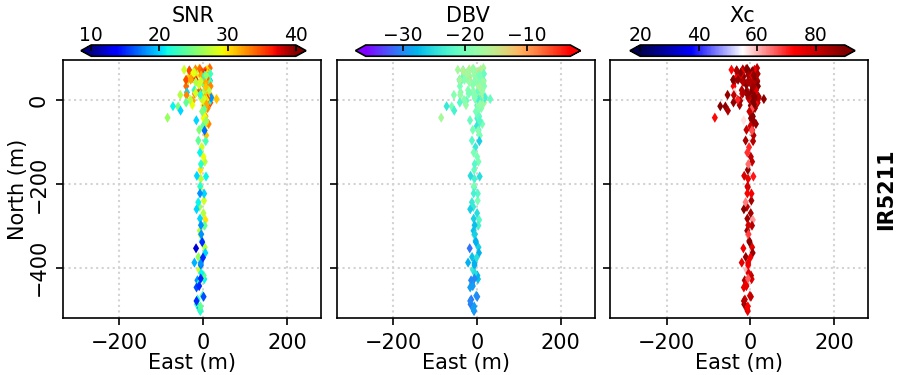 SNR DBV Xc
10 20 30 40 −30 −20 −10 20 40 60 80
North (m)
0
−200
−400
IR5211
−200 0 200 −200 0 200 −200 0 200
East (m) East (m) East (m)